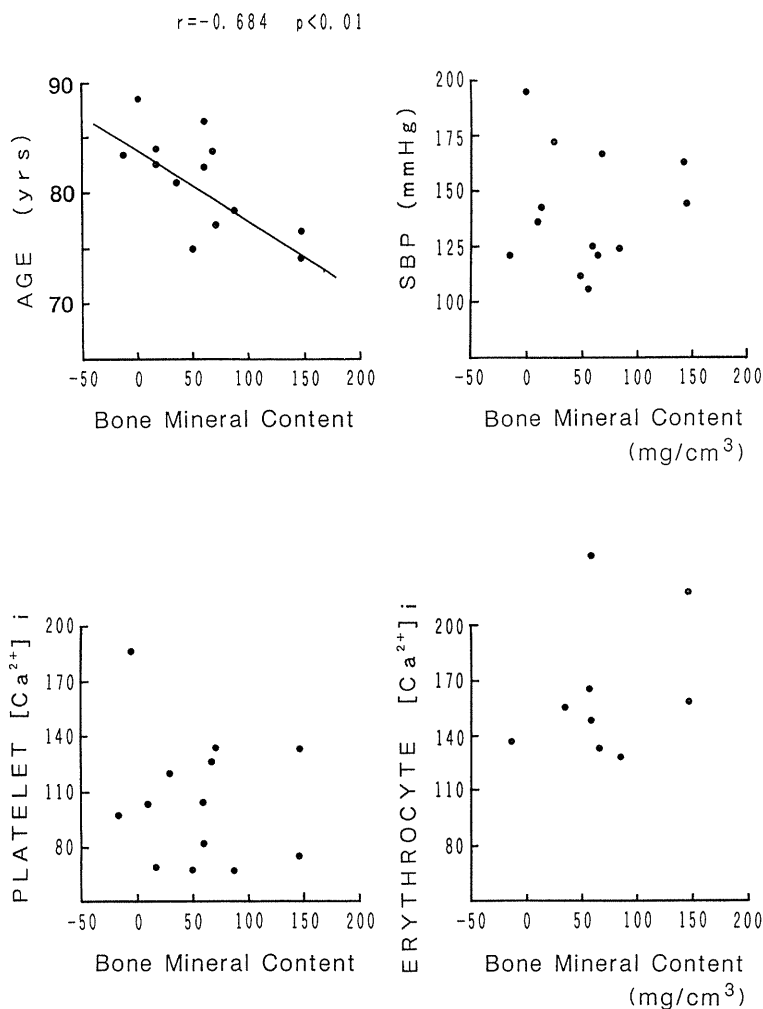 r=-0.684 p<0.01
AGE (yrs)
90
80
70
-50 0 50 100 150 200
Bone Mineral Content
SBP (mmHg)
200
175
150
125
100
-50 0 50 100 150 200
Bone Mineral Content
(mg/cm³)
PLATELET [Ca²⁺] i
200
170
140
110
80
-50 0 50 100 150 200
Bone Mineral Content
ERYTHROCYTE [Ca²⁺] i
200
170
140
110
80
-50 0 50 100 150 200
Bone Mineral Content
(mg/cm³)